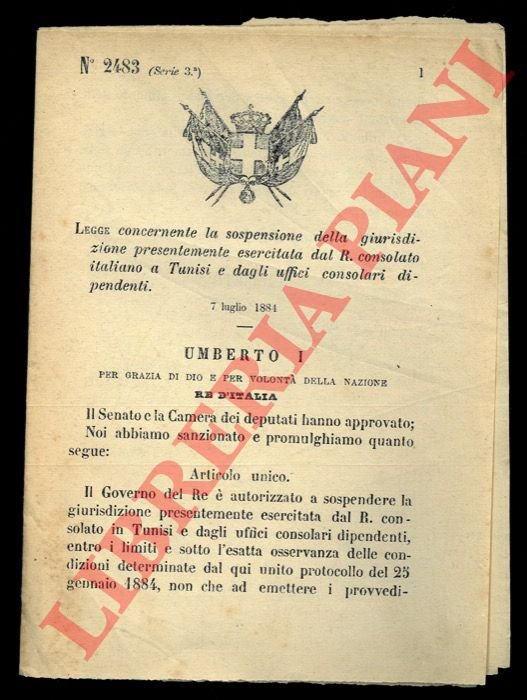 N° 2483 (Serie 3.ª)
1
LEGGE concernente la sospensione della giurisdi-
zione presentemente esercitata dal R. consolato
italiano a Tunisi e dagli uffici consolari di-
pendenti.
7 luglio 1884
UMBERTO I
PER GRAZIA DI DIO E PER VOLONTÀ DELLA NAZIONE
RE D'ITALIA
Il Senato e la Camera dei deputati hanno approvato;
Noi abbiamo sanzionato e promulghiamo quanto
segue:
Articolo unico.
Il Governo del Re è autorizzato a sospendere la
giurisdizione presentemente esercitata dal R. con-
solato in Tunisi e dagli uffici consolari dipendenti,
entro i limiti e sotto l'esatta osservanza delle con-
dizioni determinate dal qui unito protocollo del 25
gennaio 1884, non che ad emettere i provvedi-
LIBRERIA PIANI